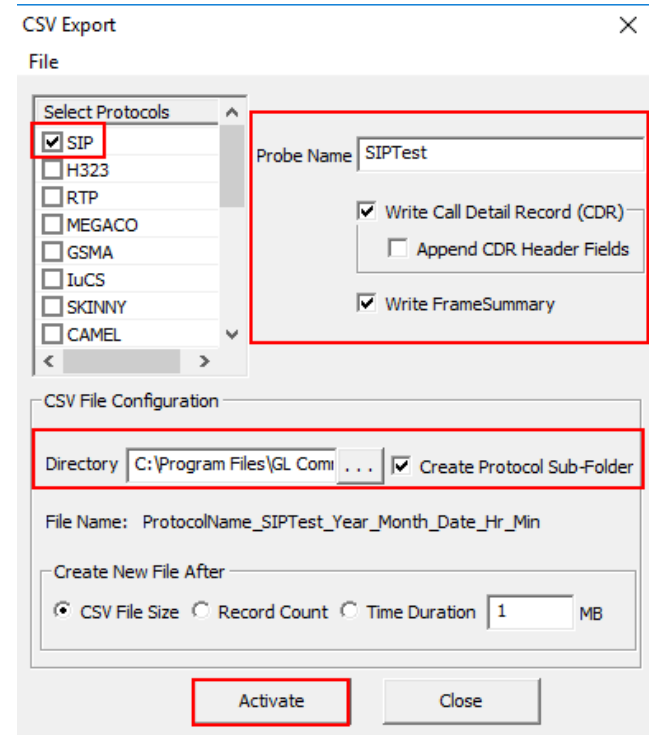 CSV Export
File
Select Protocols
SIP
H323
RTP
MEGACO
GSMA
IuCS
SKINNY
CAMEL
Probe Name SIPTest
Write Call Detail Record (CDR)
Append CDR Header Fields
Write FrameSummary
CSV File Configuration
Directory C:\Program Files\GL Com ... Create Protocol Sub-Folder
File Name: ProtocolName_SIPTest_Year_Month_Date_Hr_Min
Create New File After
CSV File Size Record Count Time Duration 1 MB
Activate Close